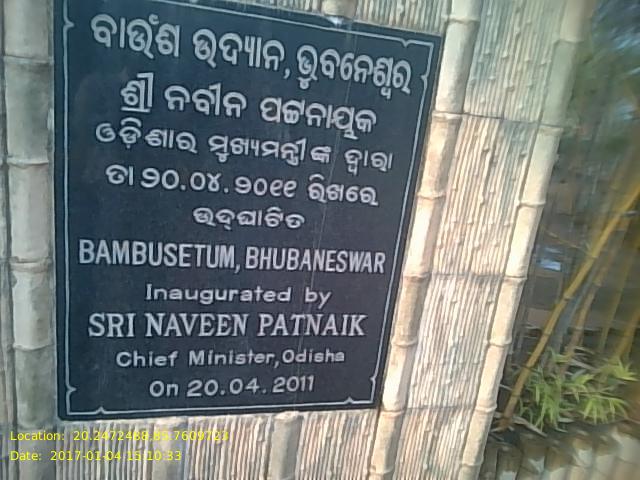 ବାଉଁଶ ଉଦ୍ୟାନ, ଭୁବନେଶ୍ୱର
ଶ୍ରୀ ନବୀନ ପଟ୍ଟନାୟକ
ଓଡ଼ିଶାର ମୁଖ୍ୟମନ୍ତ୍ରୀଙ୍କ ଦ୍ୱାରା
ତା ୨୦.୦୪.୨୦୧୧ ରିଖରେ
ଉଦ୍‌ଘାଟିତ
BAMBUSETUM, BHUBANESWAR
Inaugurated by
SRI NAVEEN PATNAIK
Chief Minister, Odisha
On 20.04.2011
Location: 20.2472488,85.7609723
Date: 2017-01-04 15:10:33